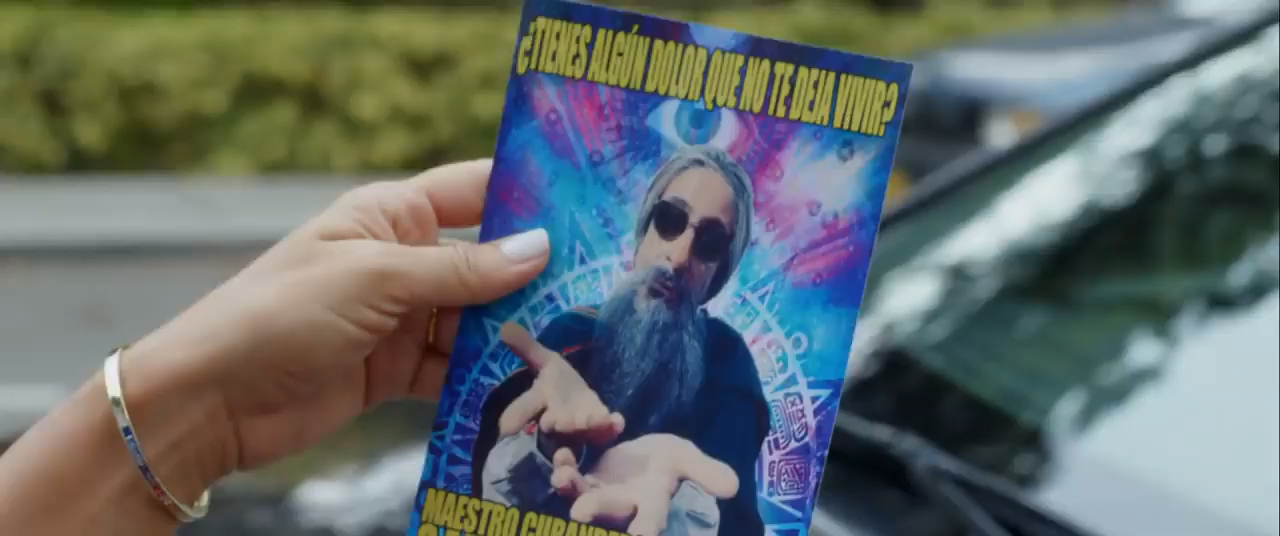 ¿TIENES ALGÚN DOLOR QUE NO TE DEJA VIVIR?
MAESTRO CURANDERO